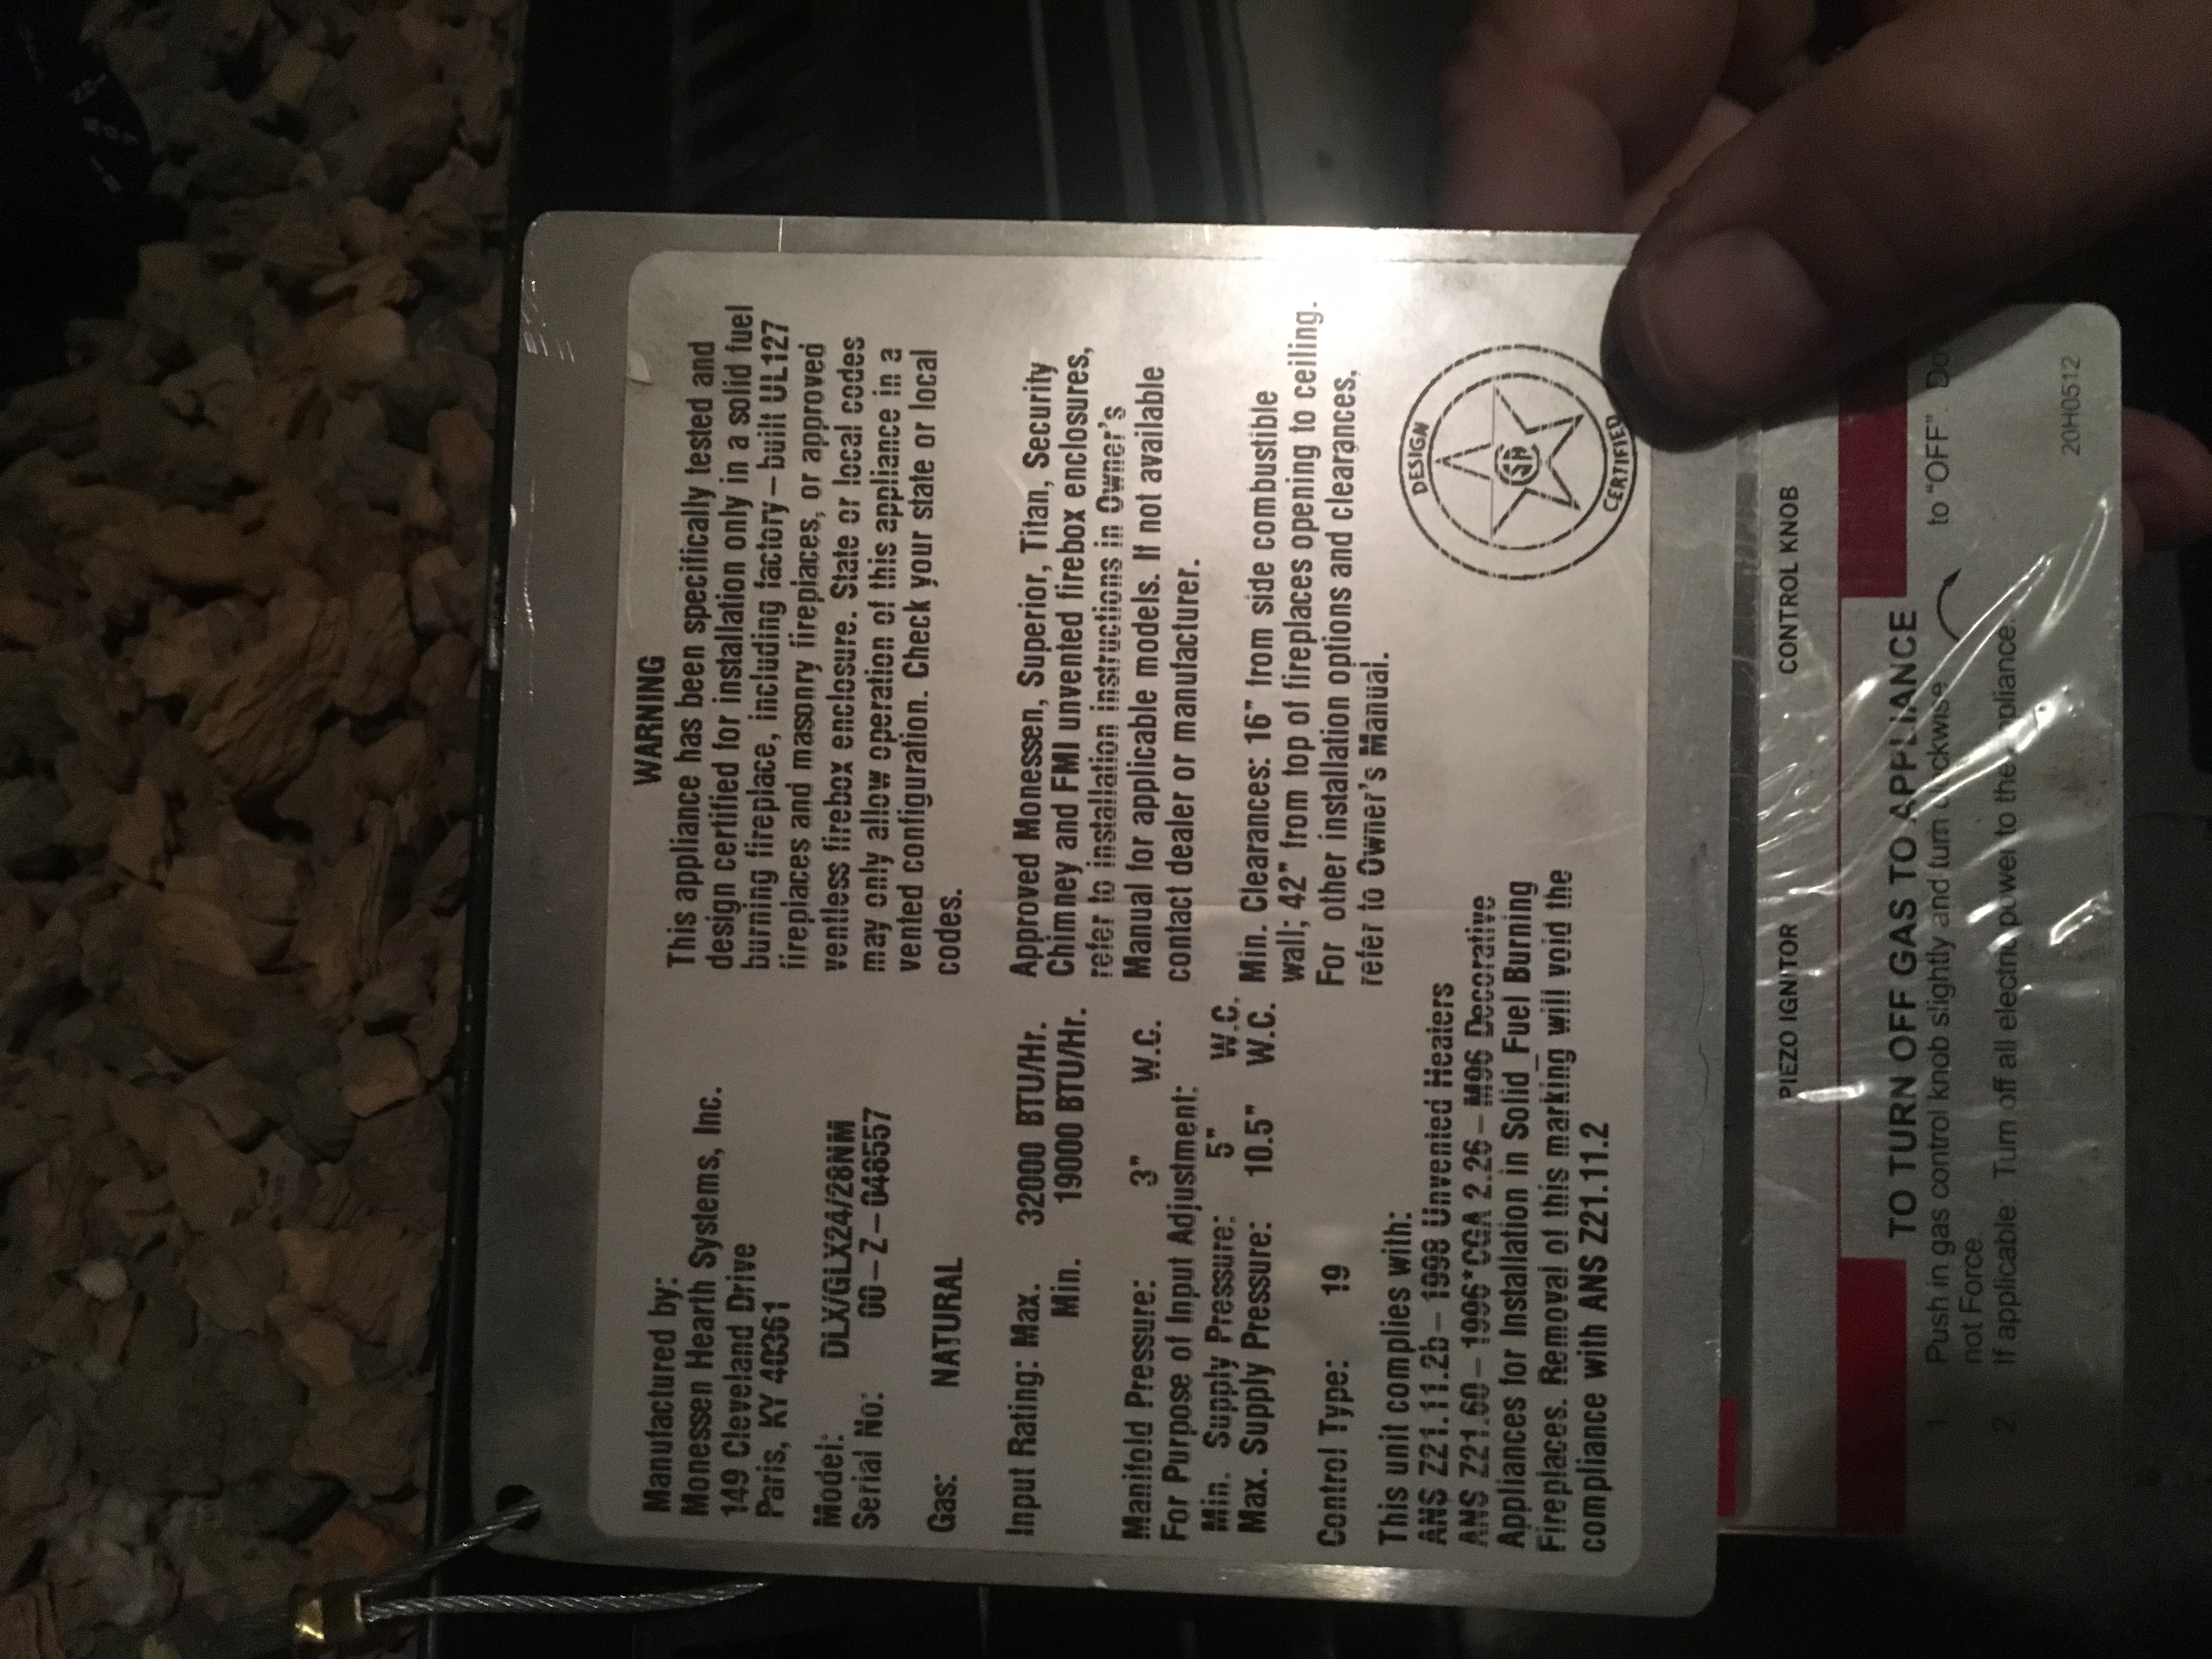 Manufactured by:
Monessen Hearth Systems, Inc.
149 Cleveland Drive
Paris, KY 40361
Model: DLX/GLX24/28NM
Serial No: 00-Z-048557
Gas: NATURAL
Input Rating: Max. 32000 BTU/Hr.
Min. 19000 BTU/Hr.
Manifold Pressure: 3" W.C.
For Purpose of Input Adjustment:
Min. Supply Pressure: 5" W.C.
Max. Supply Pressure: 10.5" W.C.
Control Type: 19
This unit complies with:
ANS Z21.11.2b-1998 Unvented Heaters
ANS Z21.60-1996*CGA 2.26-M96 Decorative
Appliances for Installation in Solid Fuel Burning
Fireplaces. Removal of this marking will void the
compliance with ANS Z21.11.2
WARNING
This appliance has been specifically tested and
design certified for installation only in a solid fuel
burning fireplace, including factory-built UL127
fireplaces and masonry fireplaces, or approved
ventless firebox enclosure. State or local codes
may only allow operation of this appliance in a
vented configuration. Check your state or local
codes.
Approved Monessen, Superior, Titan, Security
Chimney and FMI unvented firebox enclosures,
refer to installation instructions in Owner's
Manual for applicable models. If not available
contact dealer or manufacturer.
Min. Clearances: 16" from side combustible
wall; 42" from top of fireplaces opening to ceiling.
For other installation options and clearances,
refer to Owner's Manual.
DESIGN
CERTIFIED
PIEZO IGNITOR
CONTROL KNOB
TO TURN OFF GAS TO APPLIANCE
1. Push in gas control knob slightly and turn clockwise to "OFF". Do
not Force.
2. If applicable: Turn off all electric power to the appliance.
20H0512